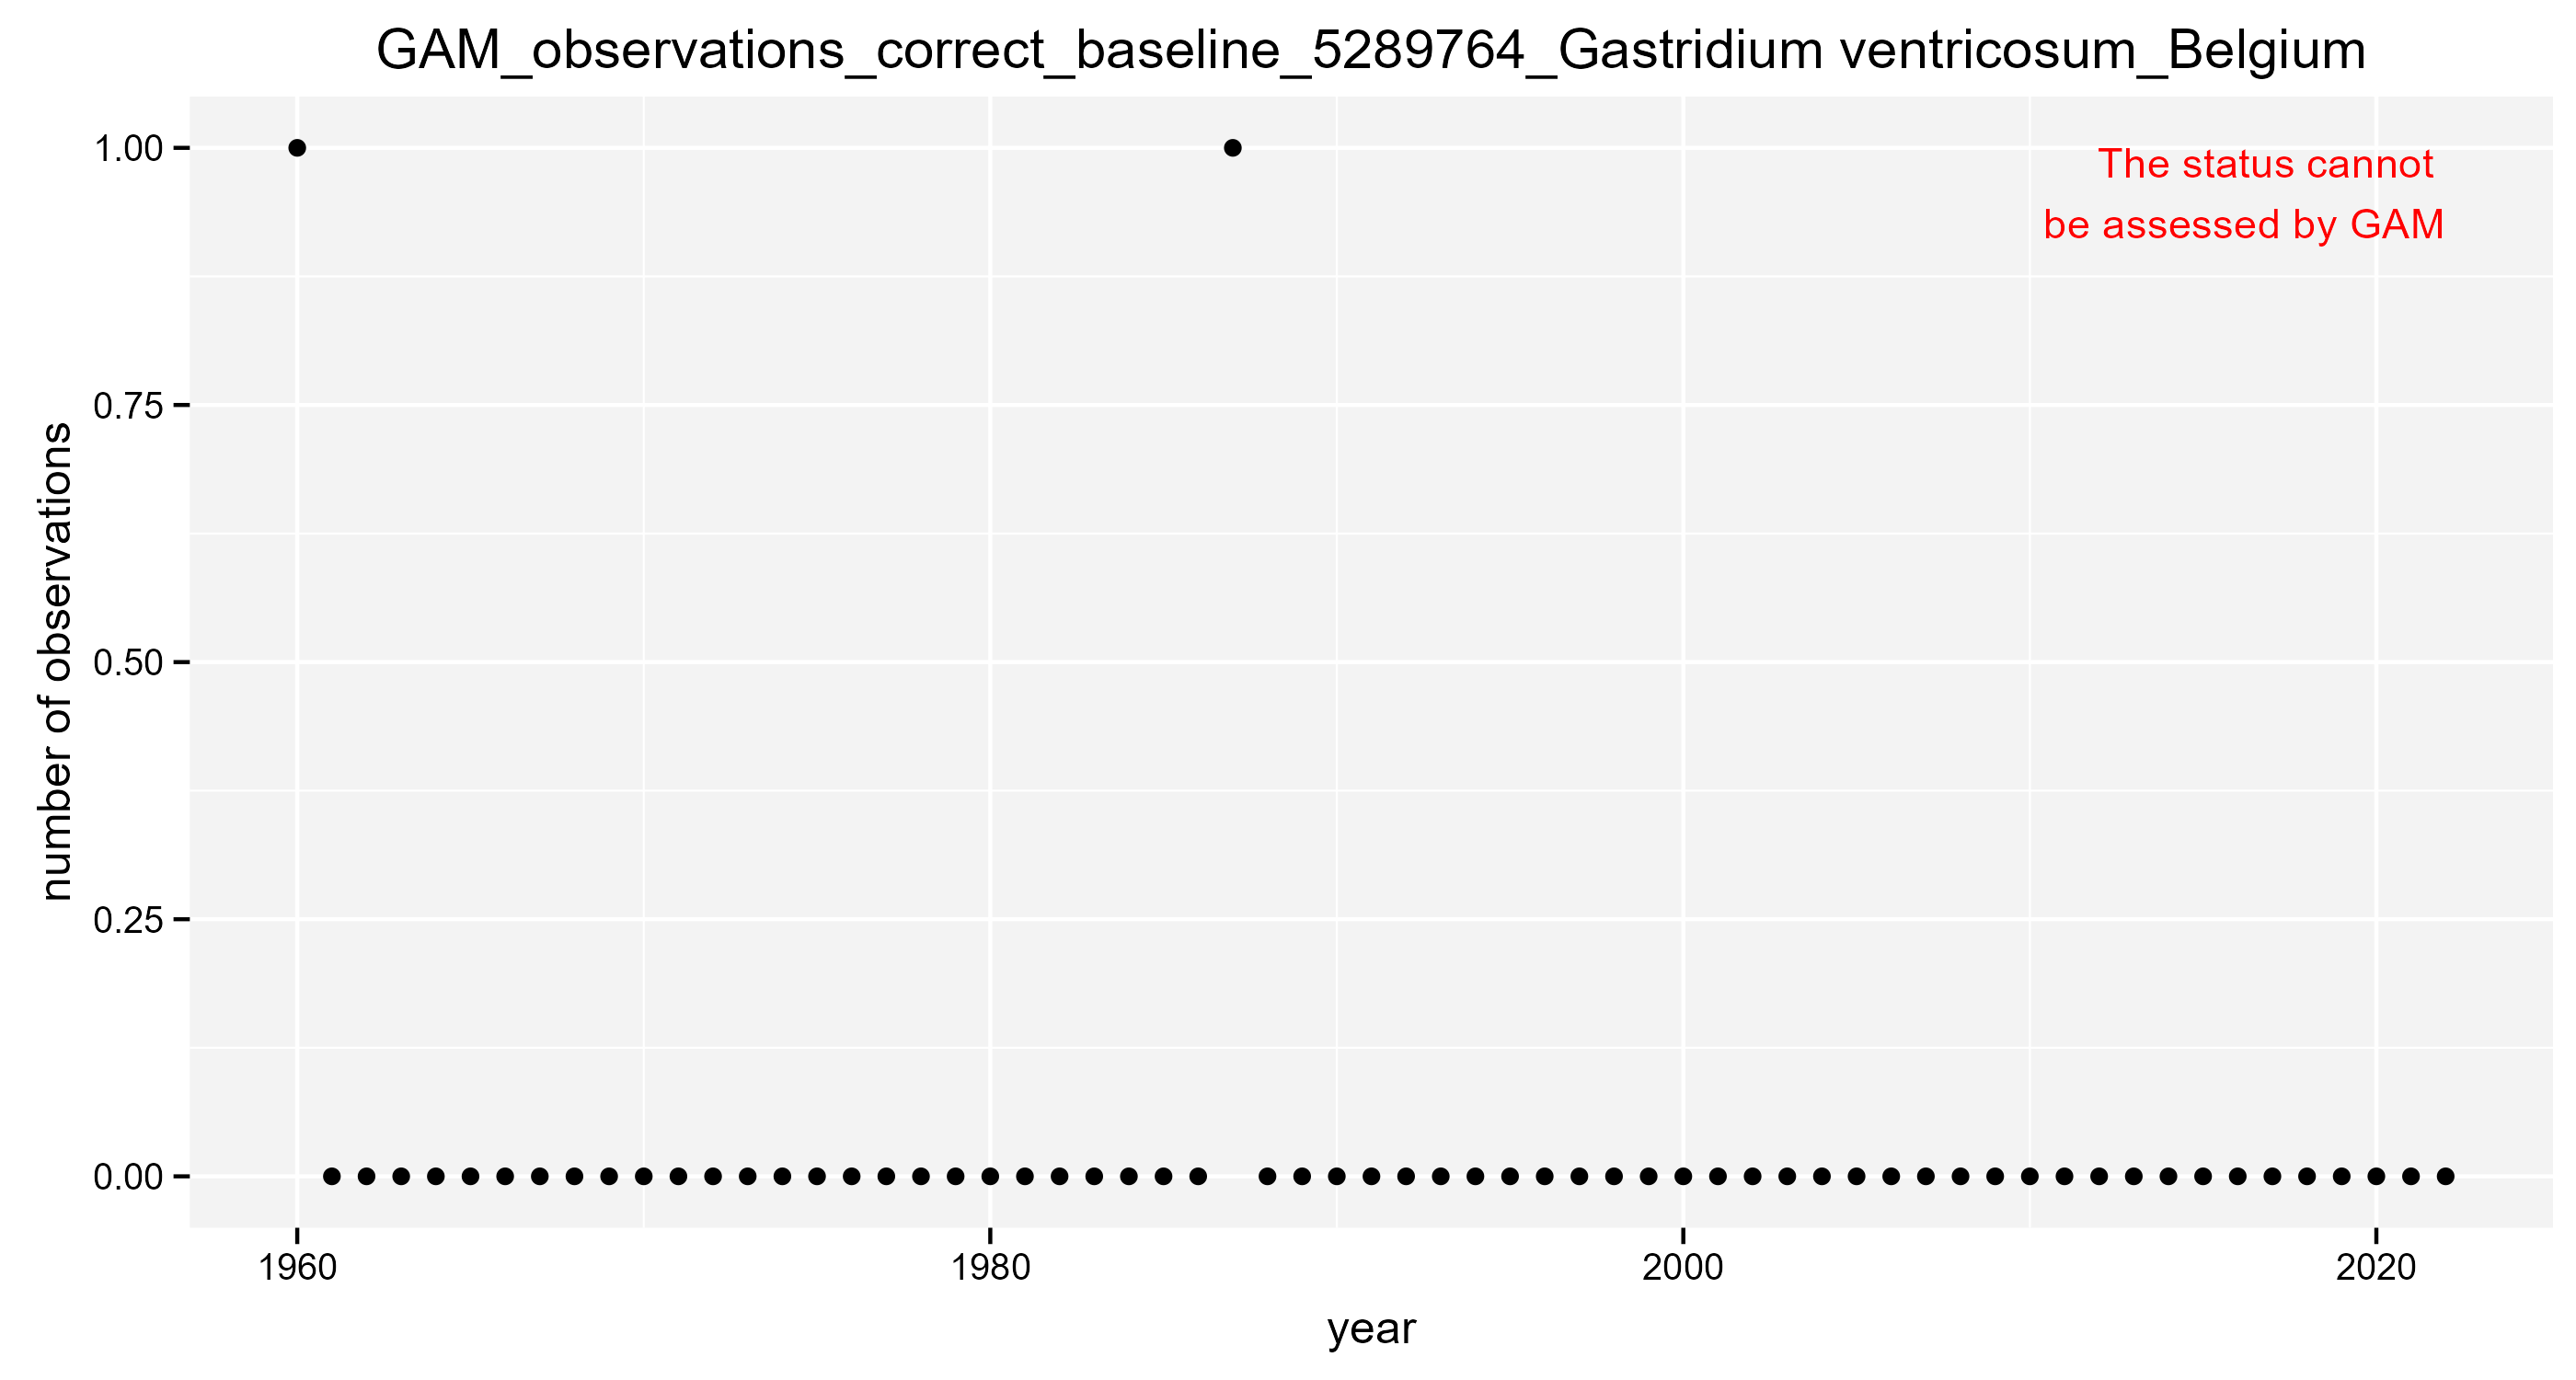 GAM_observations_correct_baseline_5289764_Gastridium ventricosum_Belgium
1.00
The status cannot
be assessed by GAM
0.75
0.50
0.25
0.00
number of observations
1960
1980
2000
2020
year